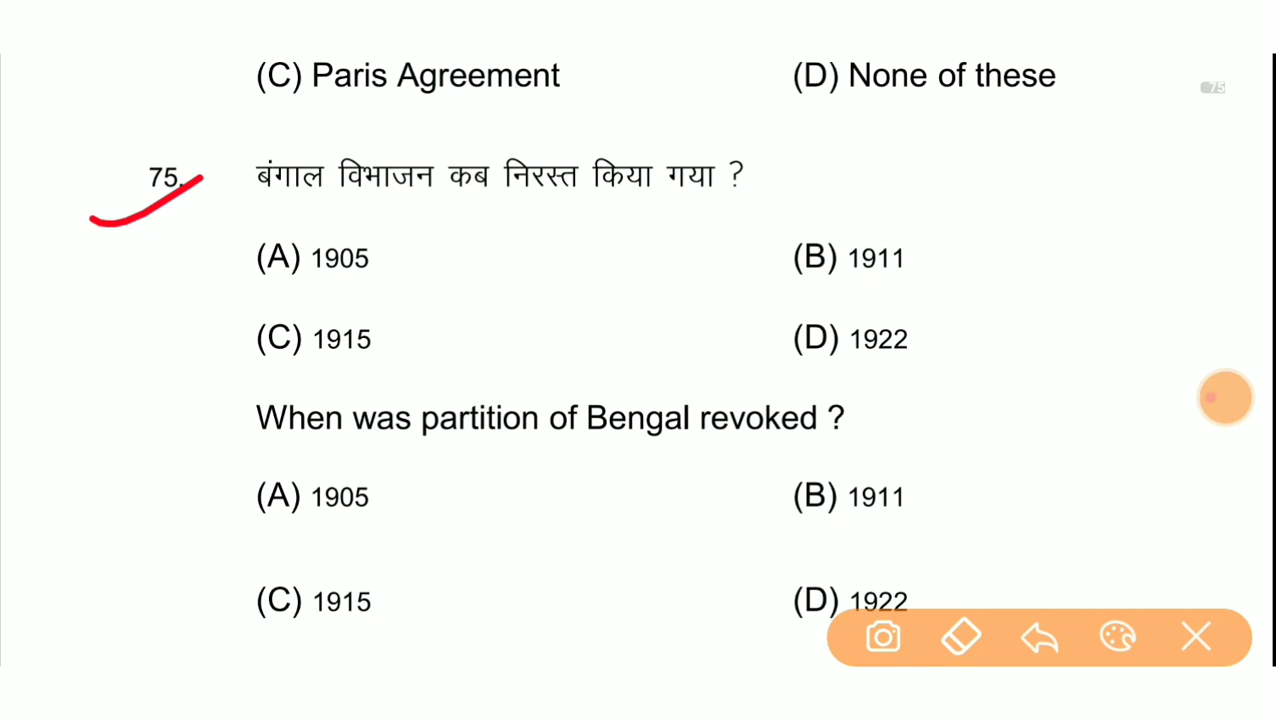 (C) Paris Agreement (D) None of these
75
75. बंगाल विभाजन कब निरस्त किया गया ?
(A) 1905 (B) 1911
(C) 1915 (D) 1922
When was partition of Bengal revoked ?
(A) 1905 (B) 1911
(C) 1915 (D) 1922